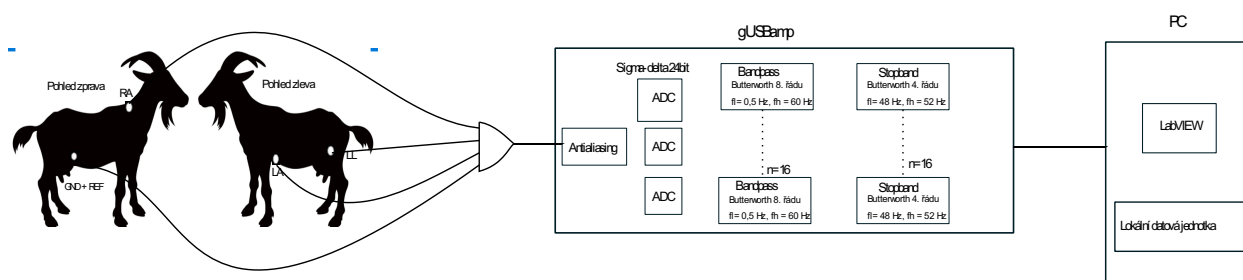 Pohled zprava
RA
GND + REF
Pohled zleva
LL
LA
gUSBamp
Antialiasing
Sigma-delta 24bit
ADC
ADC
ADC
Bandpass
Butterworth 8. řádu
fl = 0,5 Hz, fh = 60 Hz
n=16
Bandpass
Butterworth 8. řádu
fl = 0,5 Hz, fh = 60 Hz
Stopband
Butterworth 4. řádu
fl = 48 Hz, fh = 52 Hz
n=16
Stopband
Butterworth 4. řádu
fl = 48 Hz, fh = 52 Hz
PC
LabVIEW
Lokální datová jednotka